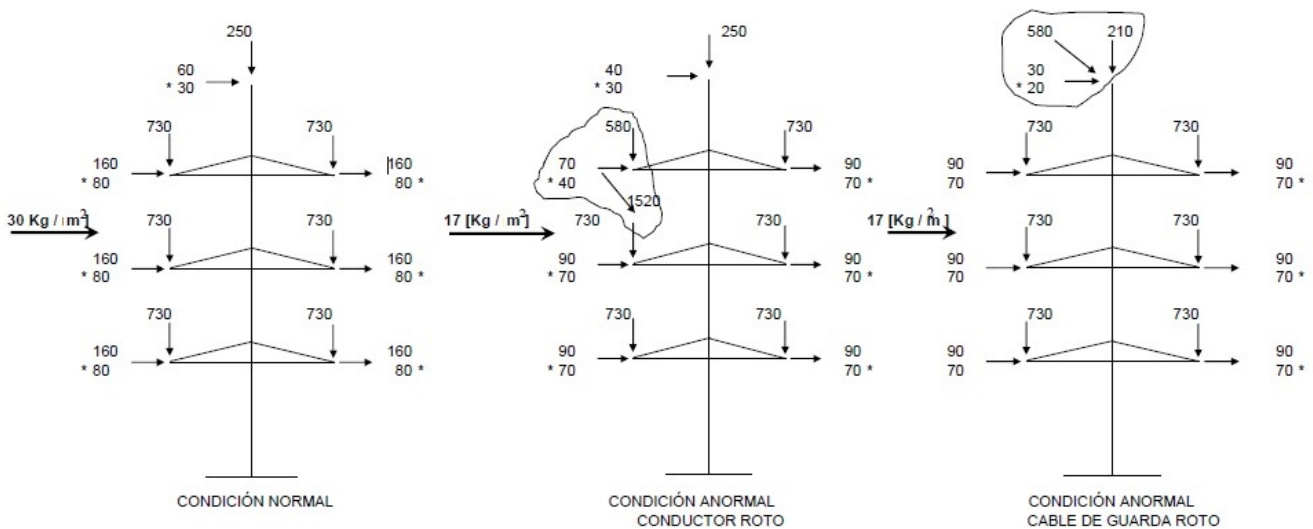 250
60
* 30
730 730
160 160
* 80 80 *
30 Kg / m²]
730 730
160 160
* 80 80 *
730 730
160 160
* 80 80 *
CONDICIÓN NORMAL
250
40
* 30
580 730
70 90
* 40 70 *
1520
17 [Kg / m²]
730 730
90 90
* 70 70 *
730 730
90 90
* 70 70 *
CONDICIÓN ANORMAL
CONDUCTOR ROTO
580 210
30
* 20
730 730
90 90
70 70 *
17 [Kg / m²]
730 730
90 90
70 70 *
730 730
90 90
70 70 *
CONDICIÓN ANORMAL
CABLE DE GUARDA ROTO